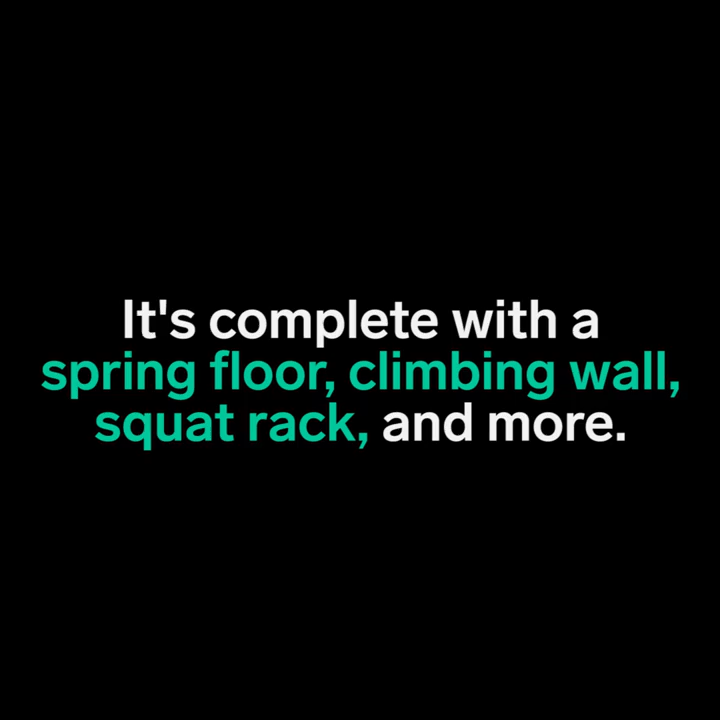 It's complete with a
spring floor, climbing wall,
squat rack, and more.